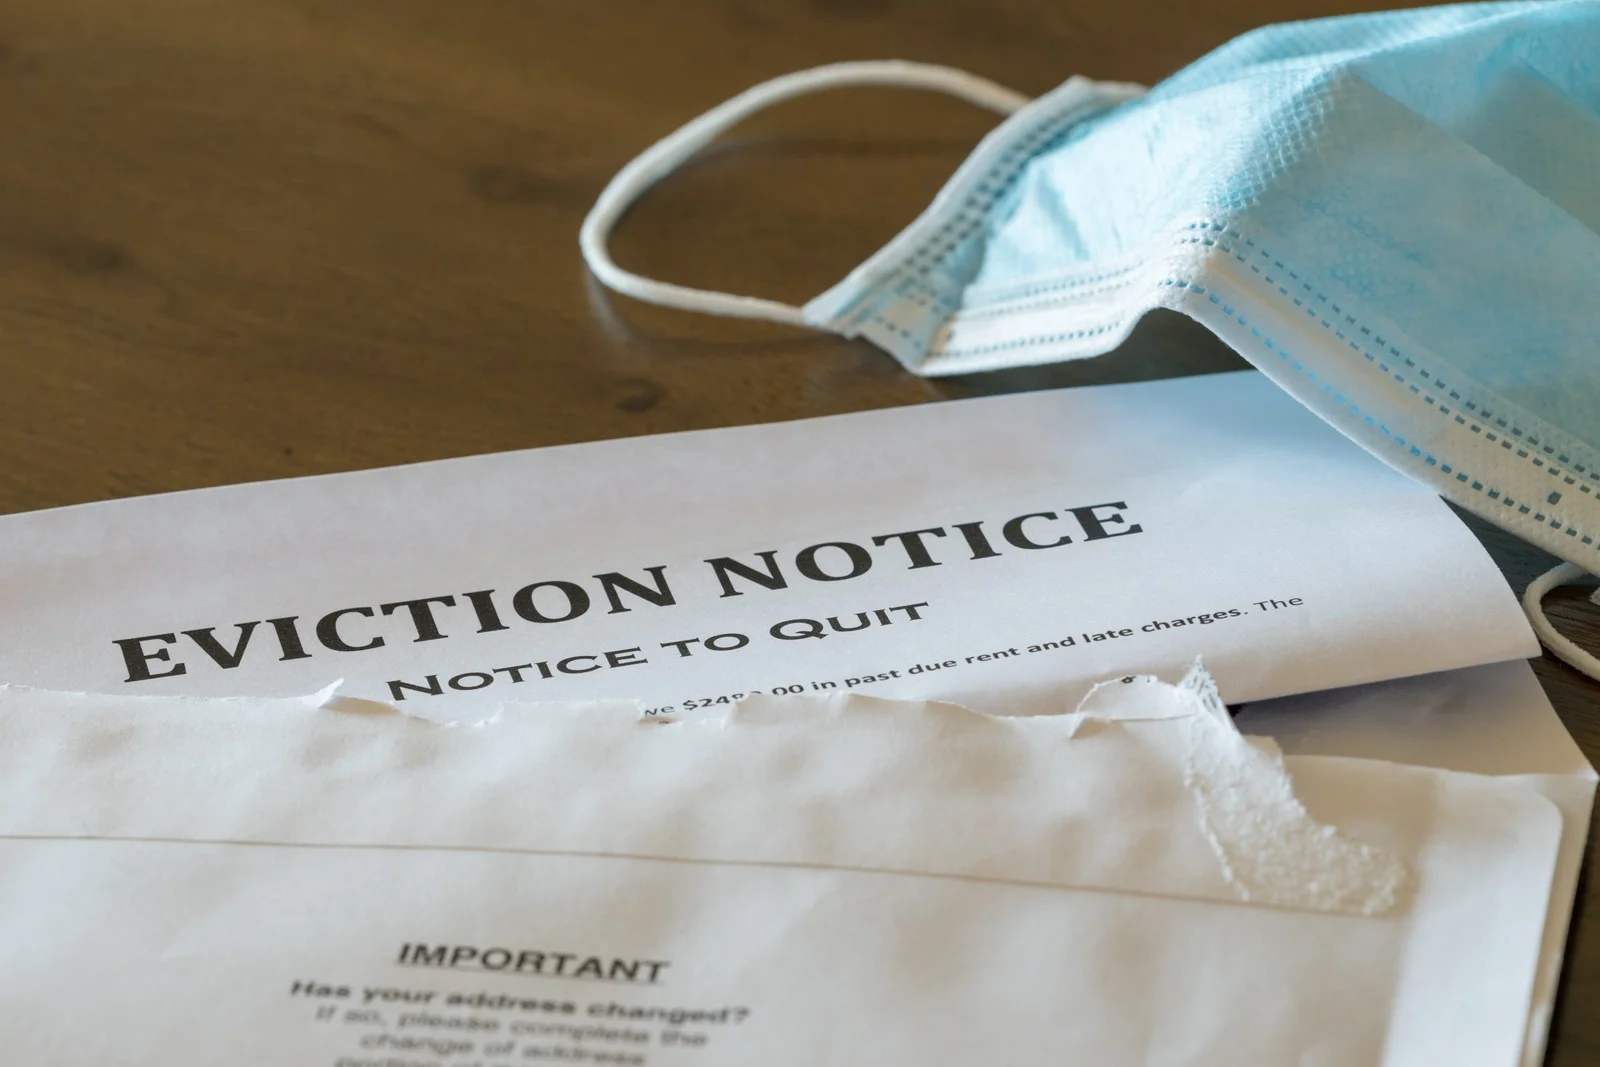 EVICTION NOTICE
NOTICE TO QUIT
in past due rent and late charges. The
IMPORTANT
Has your address changed?
If so, please complete the
change of address